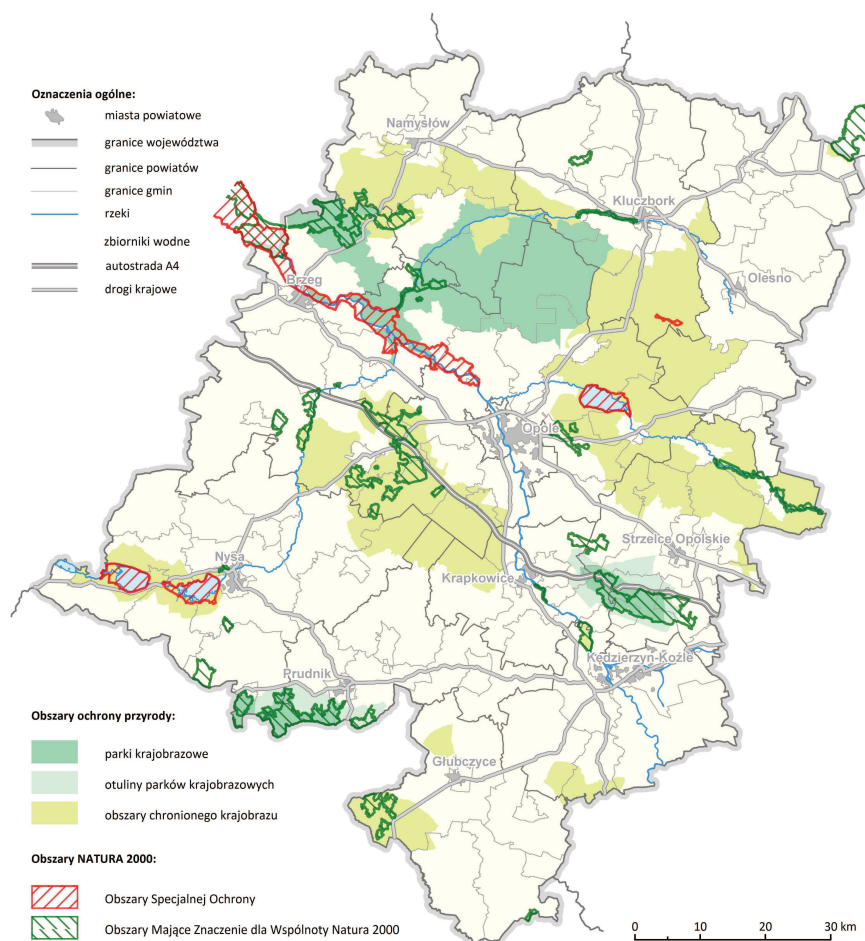 Oznaczenia ogólne:
miasta powiatowe
granice województwa
granice powiatów
granice gmin
rzeki
zbiorniki wodne
autostrada A4
drogi krajowe
Namysłów
Kluczbork
Olesno
Brzeg
Opole
Strzelce Opolskie
Nysa
Krapkowice
Kędzierzyn-Koźle
Prudnik
Głubczyce
Obszary ochrony przyrody:
parki krajobrazowe
otuliny parków krajobrazowych
obszary chronionego krajobrazu
Obszary NATURA 2000:
Obszary Specjalnej Ochrony
Obszary Mające Znaczenie dla Wspólnoty Natura 2000
0 10 20 30 km